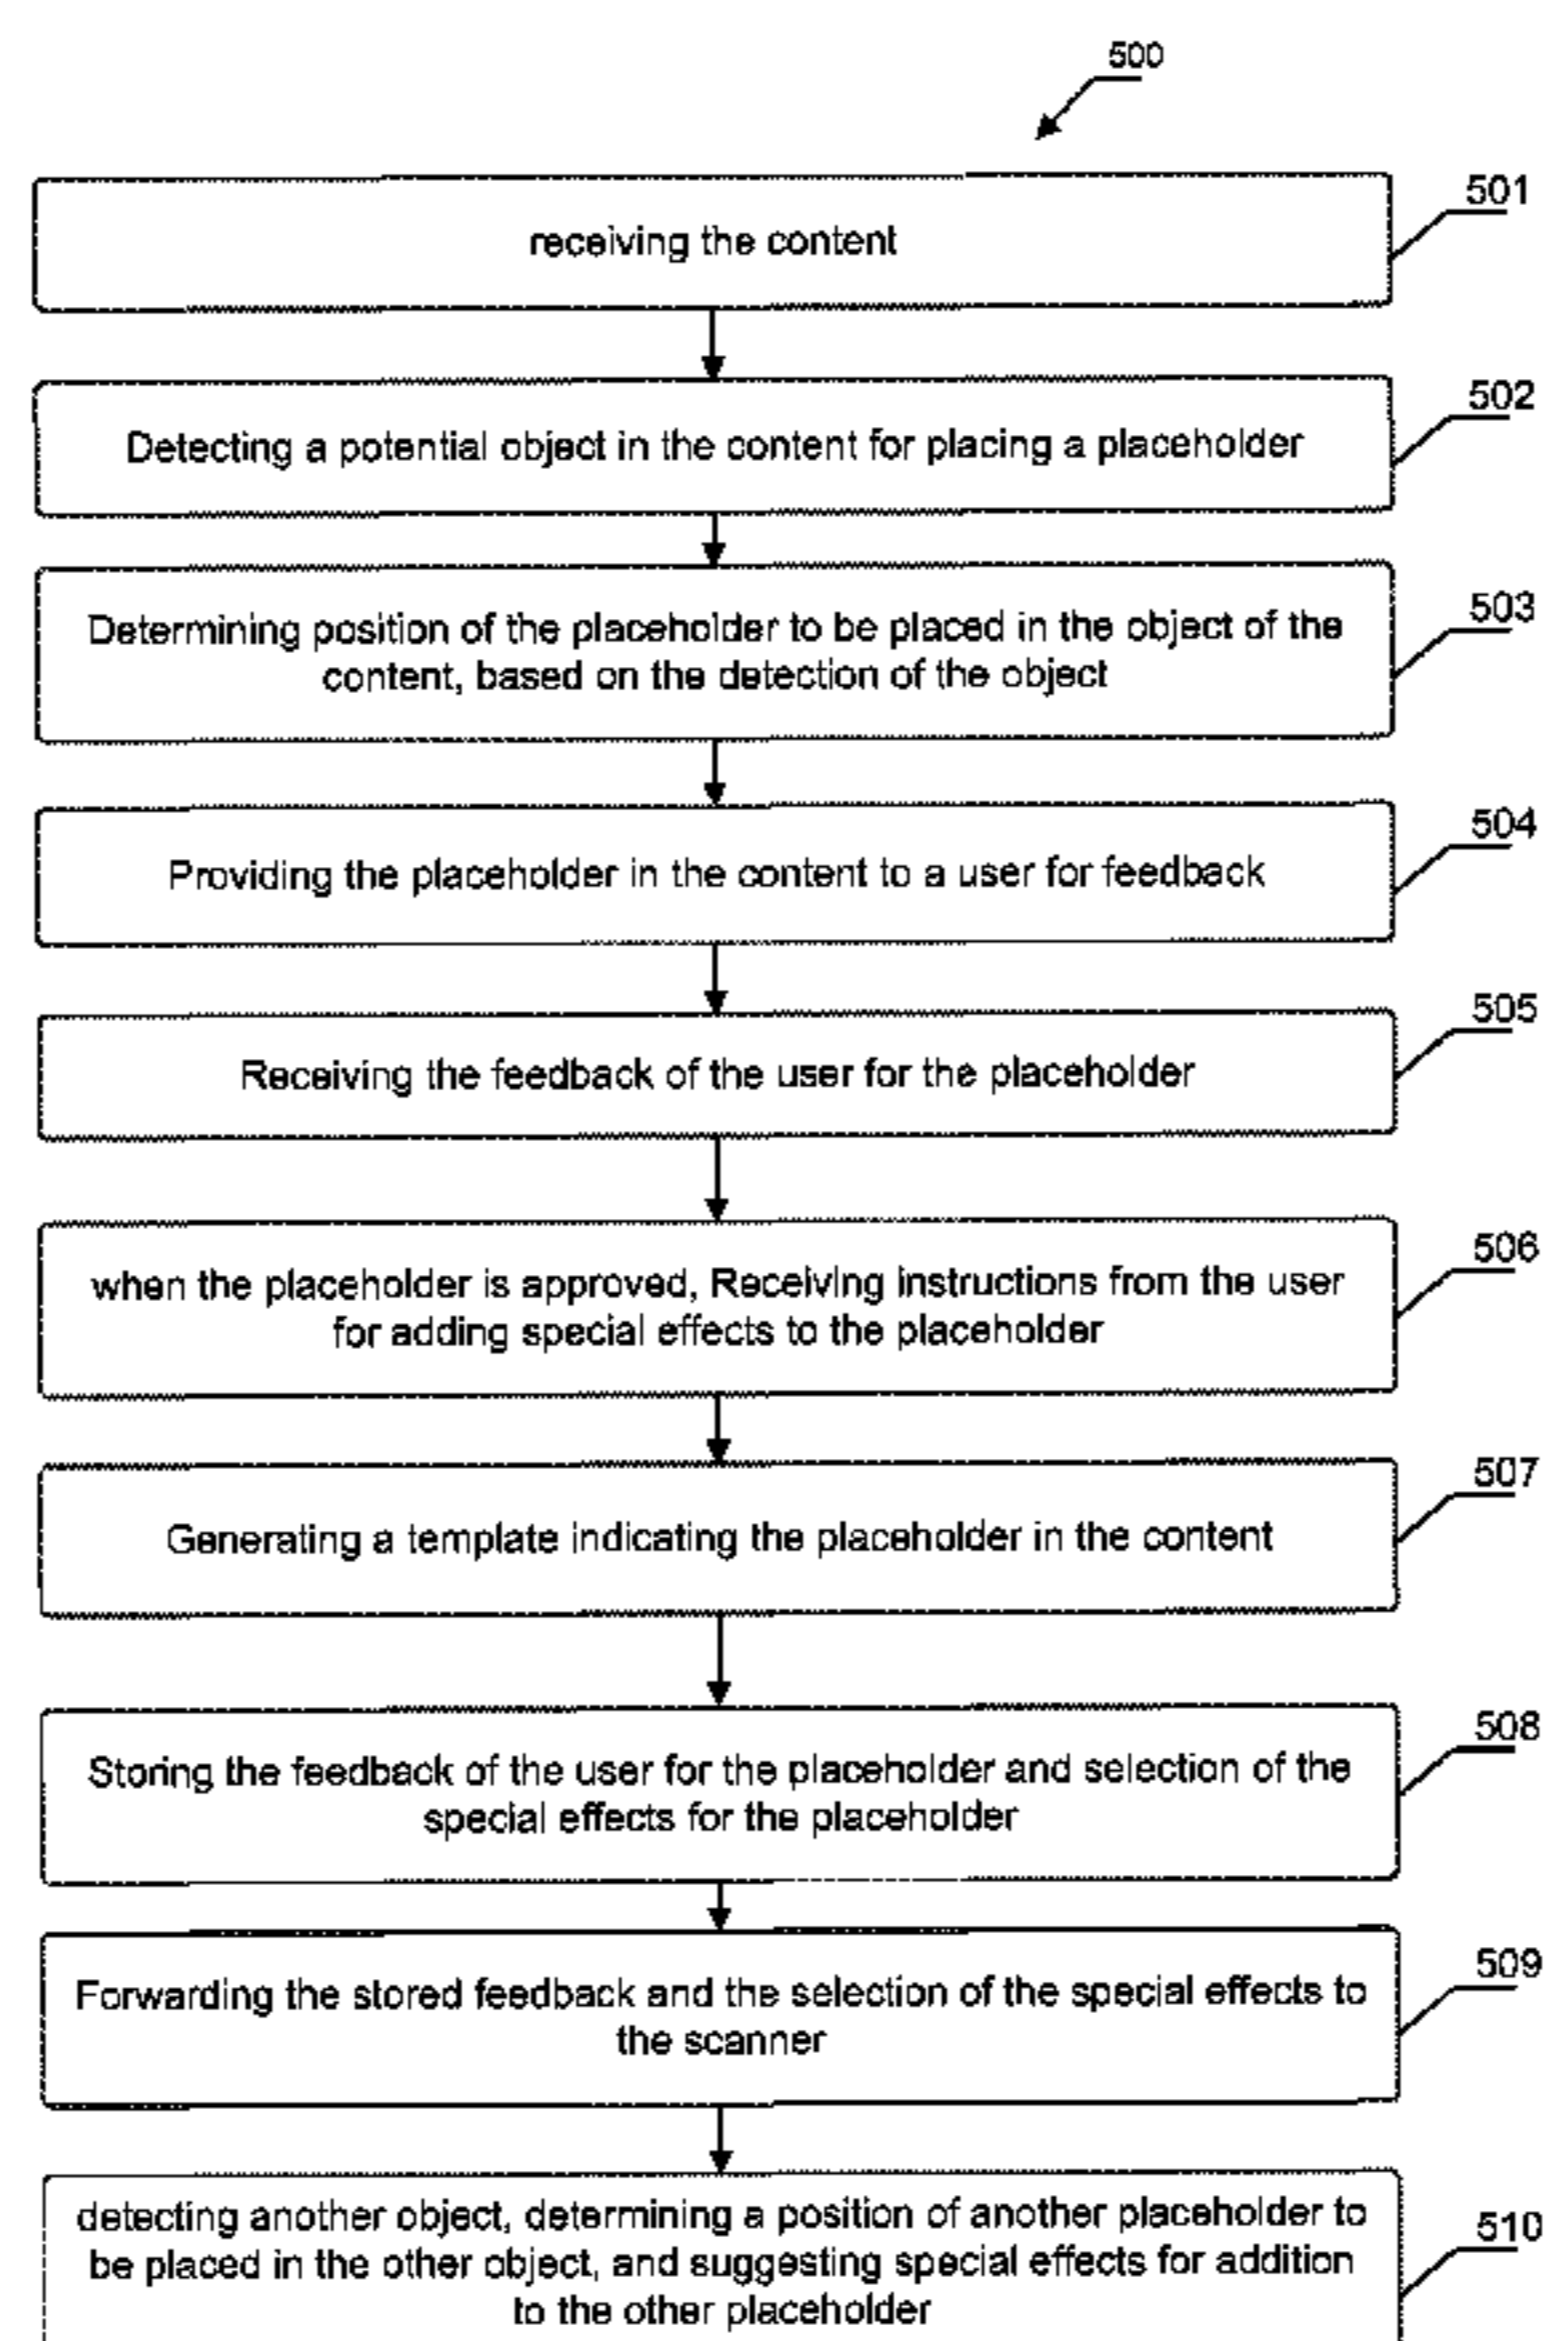 500
receiving the content
501
Detecting a potential object in the content for placing a placeholder
502
Determining position of the placeholder to be placed in the object of the
content, based on the detection of the object
503
Providing the placeholder in the content to a user for feedback
504
Receiving the feedback of the user for the placeholder
505
when the placeholder is approved, Receiving instructions from the user
for adding special effects to the placeholder
506
Generating a template indicating the placeholder in the content
507
Storing the feedback of the user for the placeholder and selection of the
special effects for the placeholder
508
Forwarding the stored feedback and the selection of the special effects to
the scanner
509
detecting another object, determining a position of another placeholder to
be placed in the other object, and suggesting special effects for addition
to the other placeholder
510